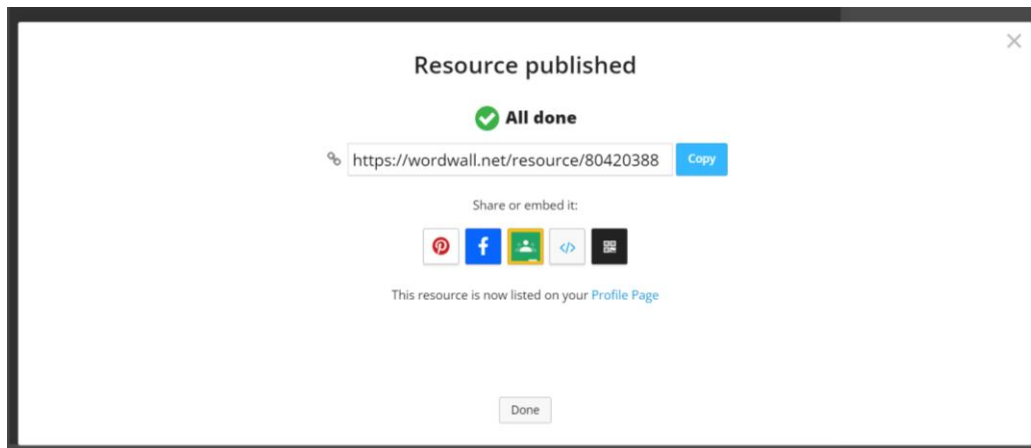 Resource published
All done
https://wordwall.net/resource/80420388
Copy
Share or embed it:
This resource is now listed on your Profile Page
Done